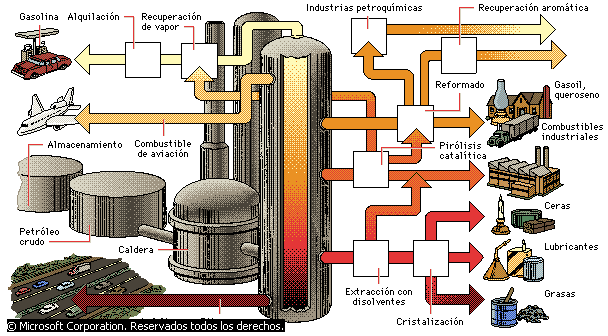 Gasolina
Alquilación
Recuperación
de vapor
Industrias petroquímicas
Recuperación aromática
Reformado
Gasoil,
queroseno
Combustibles
industriales
Almacenamiento
Combustible
de aviación
Pirólisis
catalítica
Petróleo
crudo
Caldera
Ceras
Lubricantes
Extracción con
disolventes
Cristalización
Grasas
© Microsoft Corporation. Reservados todos los derechos.